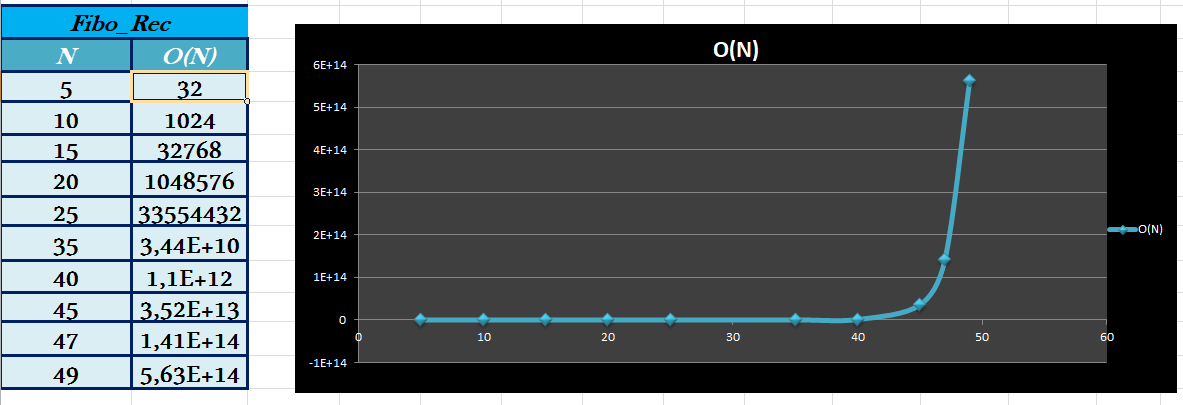 Fibo_Rec
N O(N)
5 32
10 1024
15 32768
20 1048576
25 33554432
35 3,44E+10
40 1,1E+12
45 3,52E+13
47 1,41E+14
49 5,63E+14
O(N)
6E+14
5E+14
4E+14
3E+14
2E+14
1E+14
0
-1E+14
0 10 20 30 40 50 60
O(N)